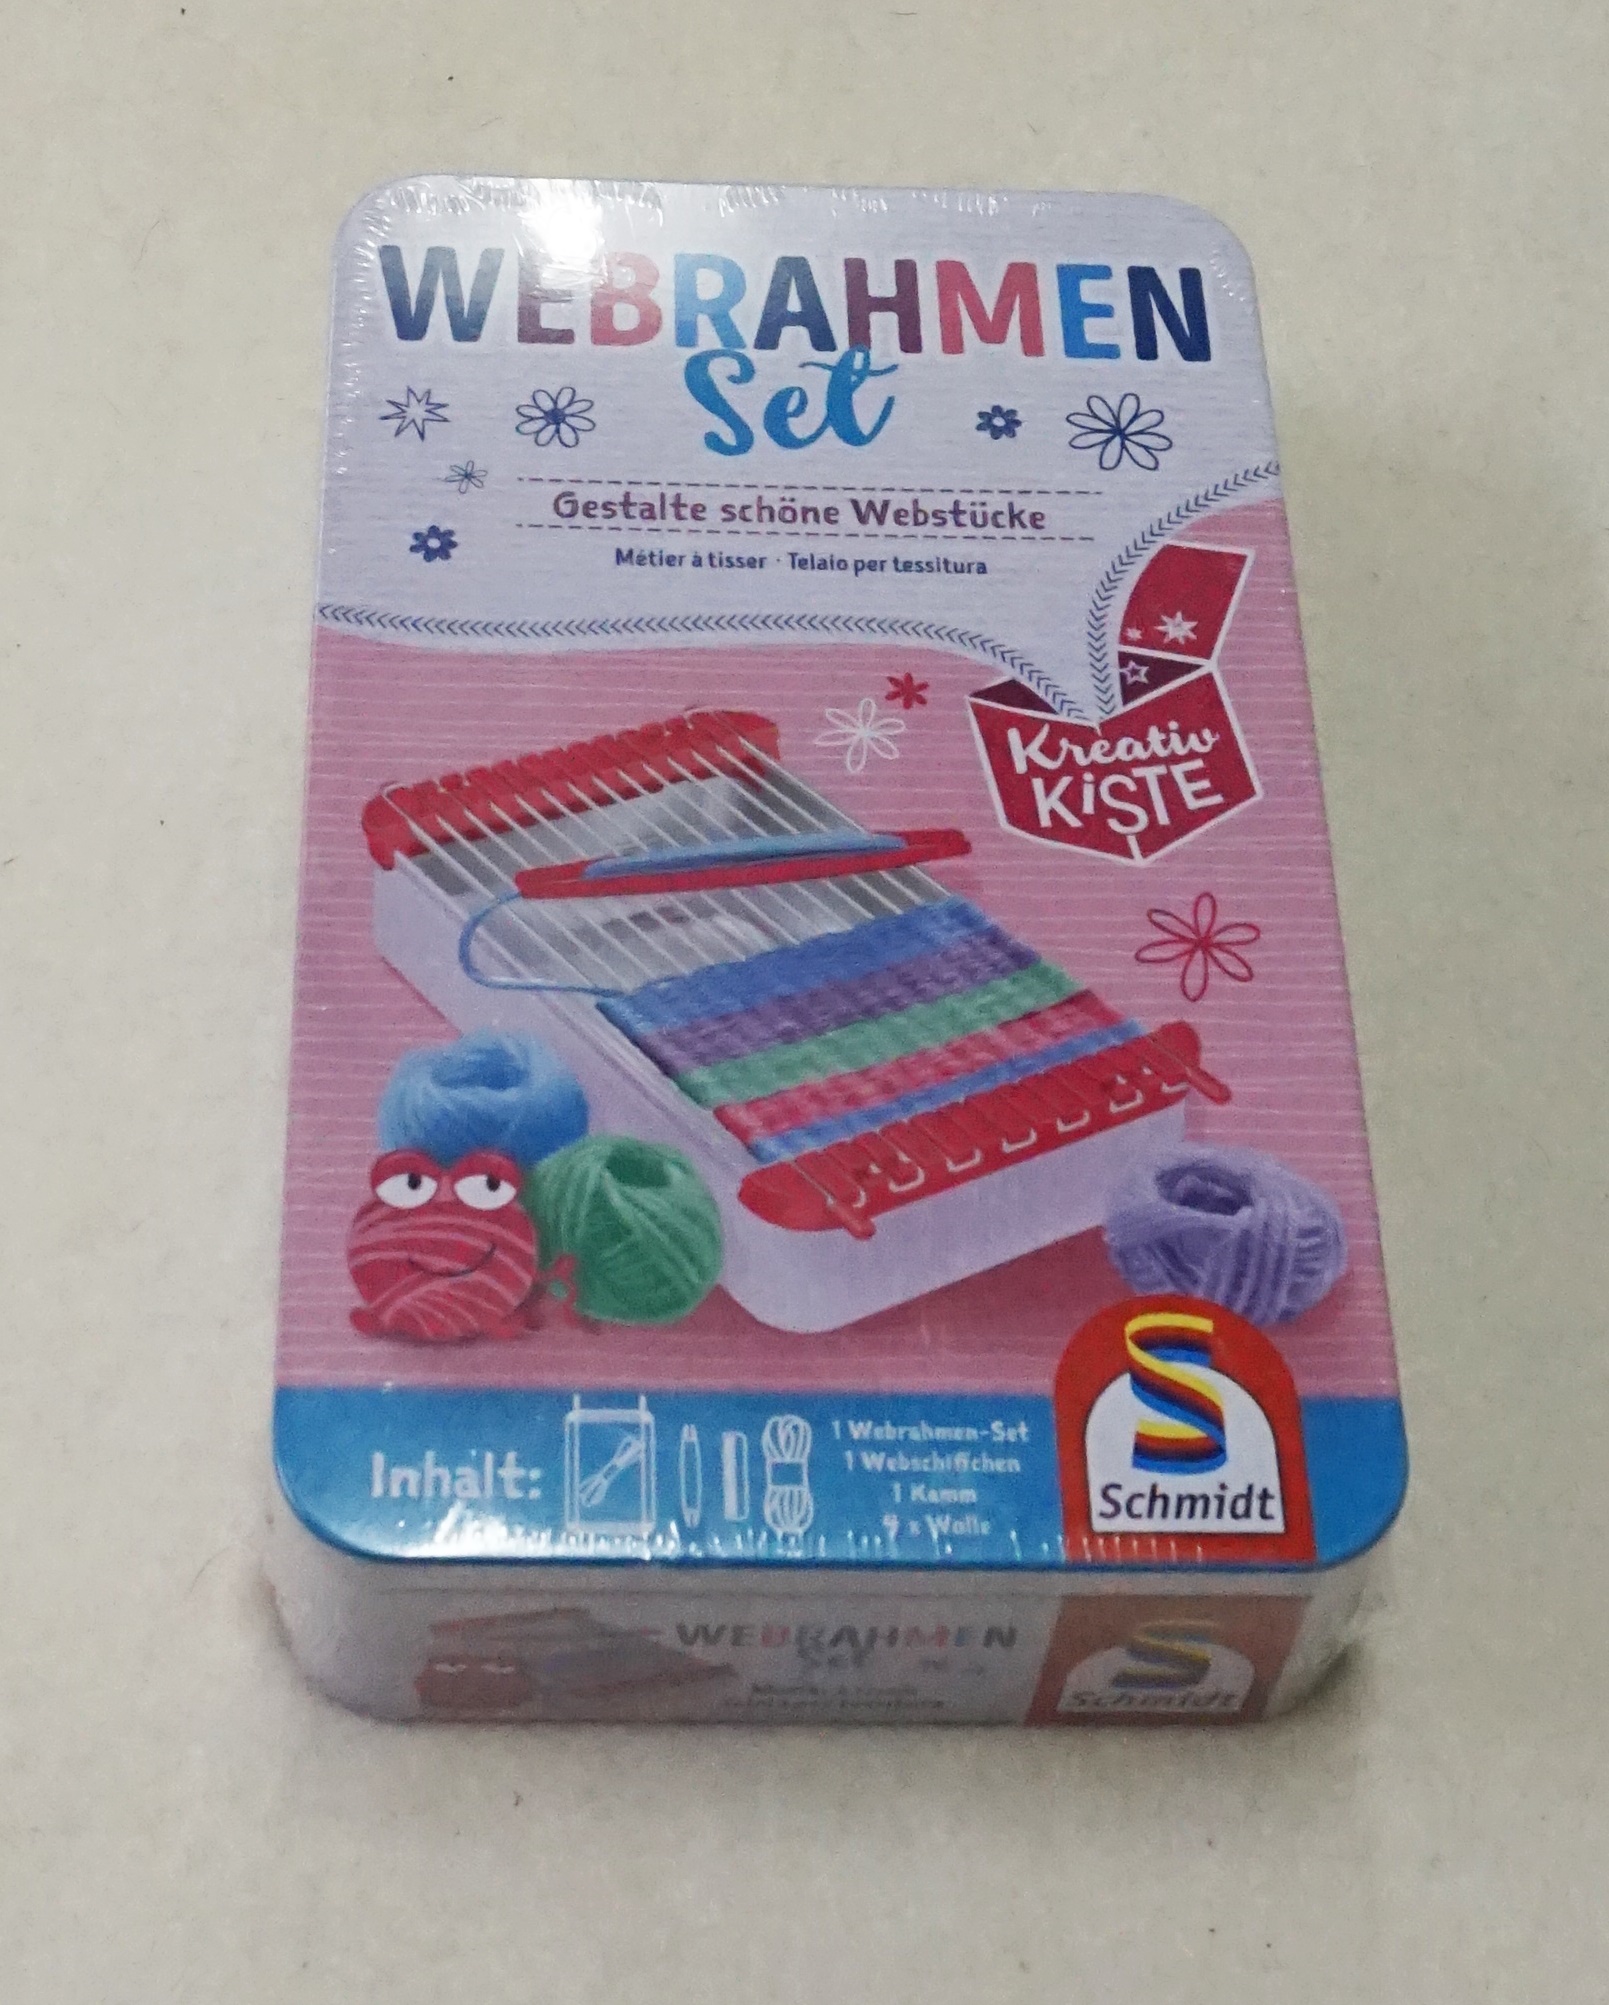 WEBRAHMEN
Set
Gestalte schöne Webstücke
Métier à tisser · Telaio per tessitura
Kreativ
KiSTE
Inhalt:
1 Webrahmen-Set
1 Webschiffchen
1 Kamm
4 x Wolle
Schmidt
WEBRAHMEN
Set
Schmidt